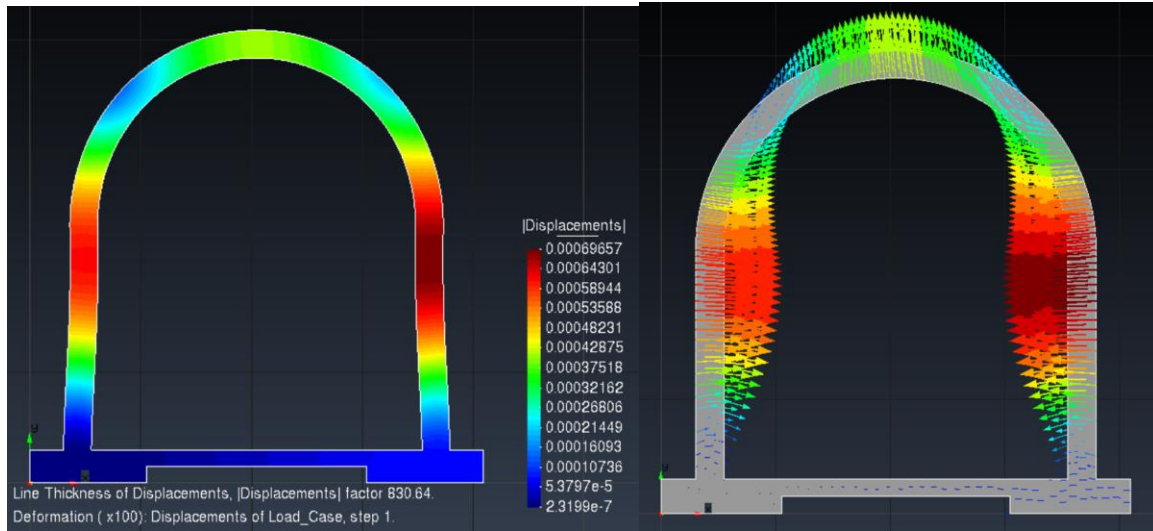 |Displacements|
0.00069657
0.00064301
0.00058944
0.00053588
0.00048231
0.00042875
0.00037518
0.00032162
0.00026806
0.00021449
0.00016093
0.00010736
5.3797e-5
2.3199e-7
Line Thickness of Displacements, |Displacements| factor 830.64.
Deformation ( x100): Displacements of Load_Case, step 1.